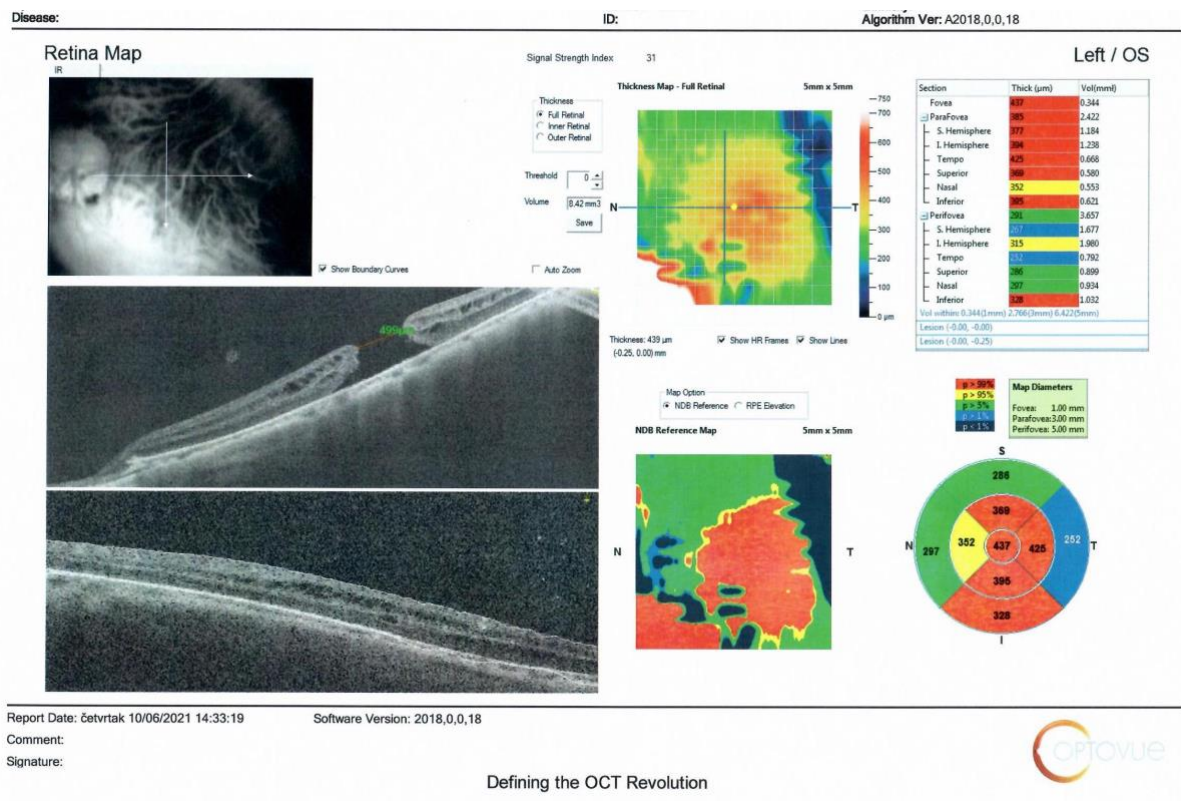 Disease:
ID:
Algorithm Ver: A2018,0,0,18
Retina Map
Signal Strength Index 31
Left / OS
IR
Thickness
Full Retinal
Inner Retinal
Outer Retinal
Threshold 0
Volume 8.42 mm3
Save
Show Boundary Curves
Auto Zoom
Thickness Map - Full Retinal 5mm x 5mm
N
T
750
700
600
500
400
300
200
100
0 µm
Thickness: 439 µm
(-0.25, 0.00) mm
Show HR Frames
Show Lines
Section Thick (µm) Vol(mm)
Fovea 437 0.344
ParaFovea 385 2.422
S. Hemisphere 377 1.184
I. Hemisphere 394 1.238
Tempo 425 0.668
Superior 369 0.580
Nasal 352 0.553
Inferior 395 0.621
Perifovea 291 3.657
S. Hemisphere 267 1.677
I. Hemisphere 315 1.980
Tempo 252 0.792
Superior 286 0.899
Nasal 297 0.934
Inferior 328 1.032
Vol within: 0.344(1mm) 2.766(3mm) 6.422(5mm)
Lesion (-0.00, -0.00)
Lesion (-0.00, -0.25)
499µm
Map Option
NDB Reference
RPE Elevation
NDB Reference Map 5mm x 5mm
N
T
p > 99%
p > 95%
p > 5%
p < 1%
Map Diameters
Fovea: 1.00 mm
Parafovea:3.00 mm
Perifovea: 5.00 mm
S
286
369
N
297
352
437
425
252
T
395
328
I
Report Date: četvrtak 10/06/2021 14:33:19
Software Version: 2018,0,0,18
Comment:
Signature:
OPTOVUE
Defining the OCT Revolution